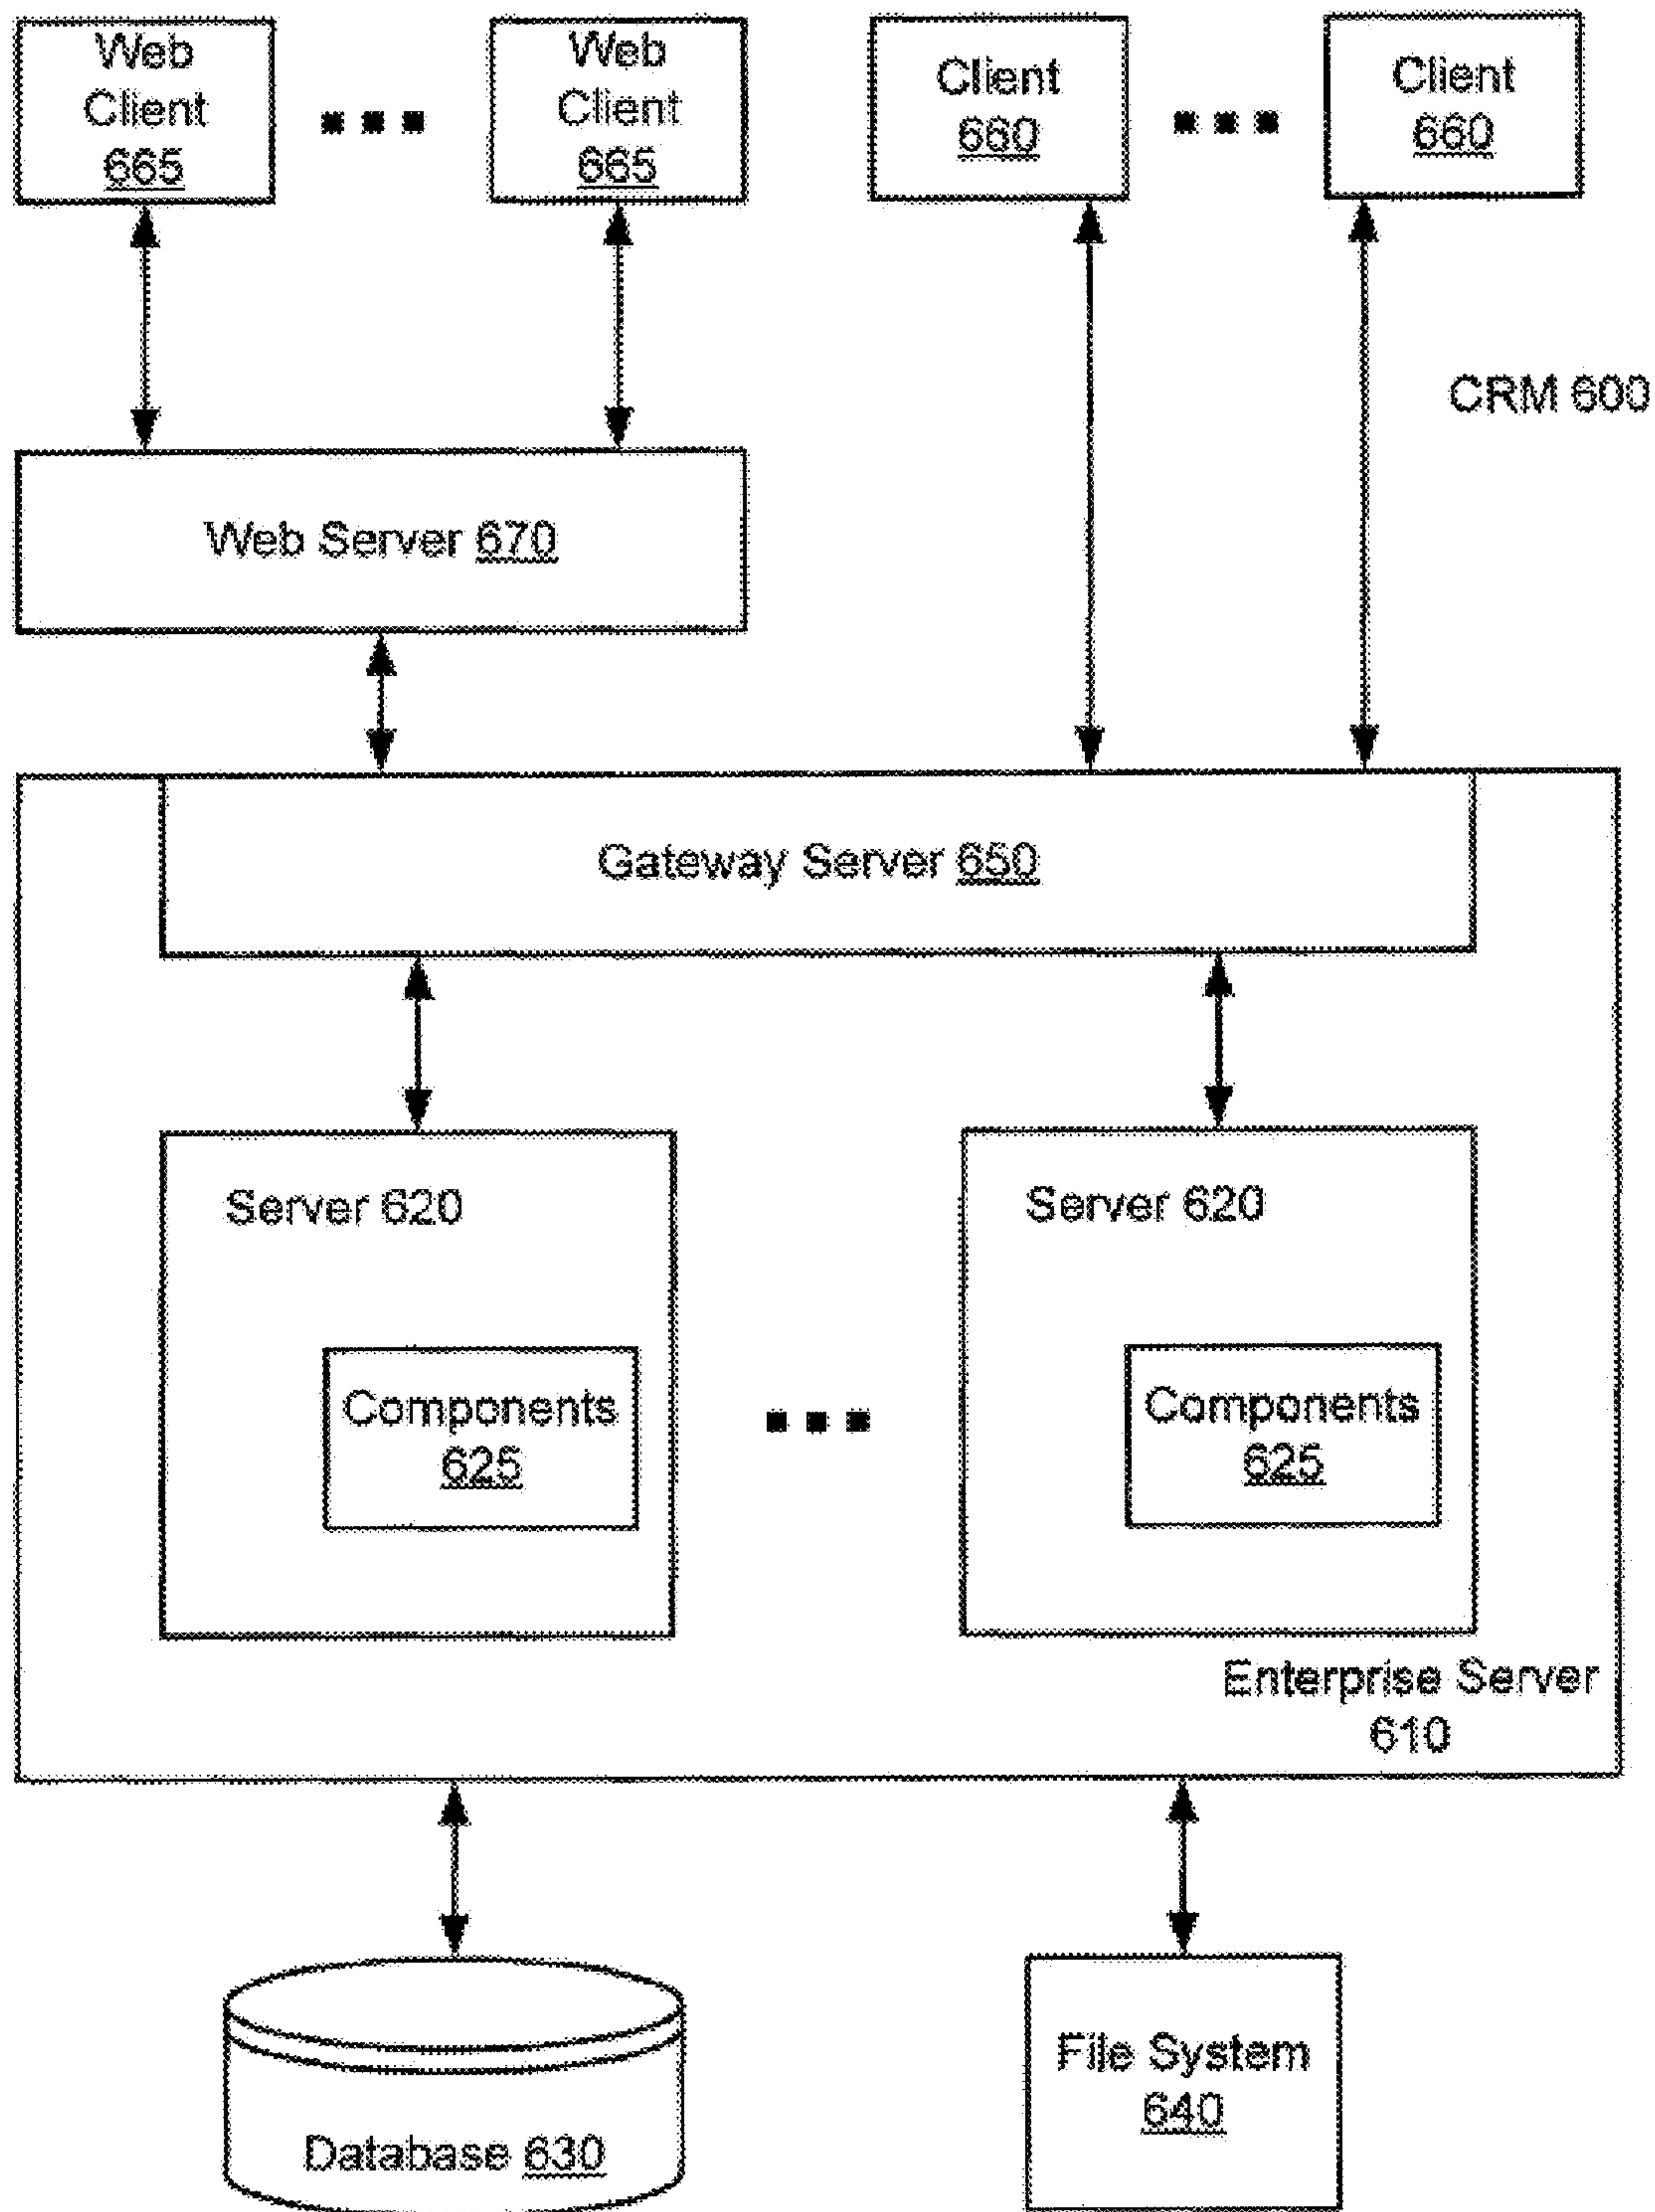 Web
Client
665
Web
Client
665
Client
660
Client
660
CRM 600
Web Server 670
Gateway Server 650
Server 620
Server 620
Components
625
Components
625
Enterprise Server
610
File System
640
Database 630